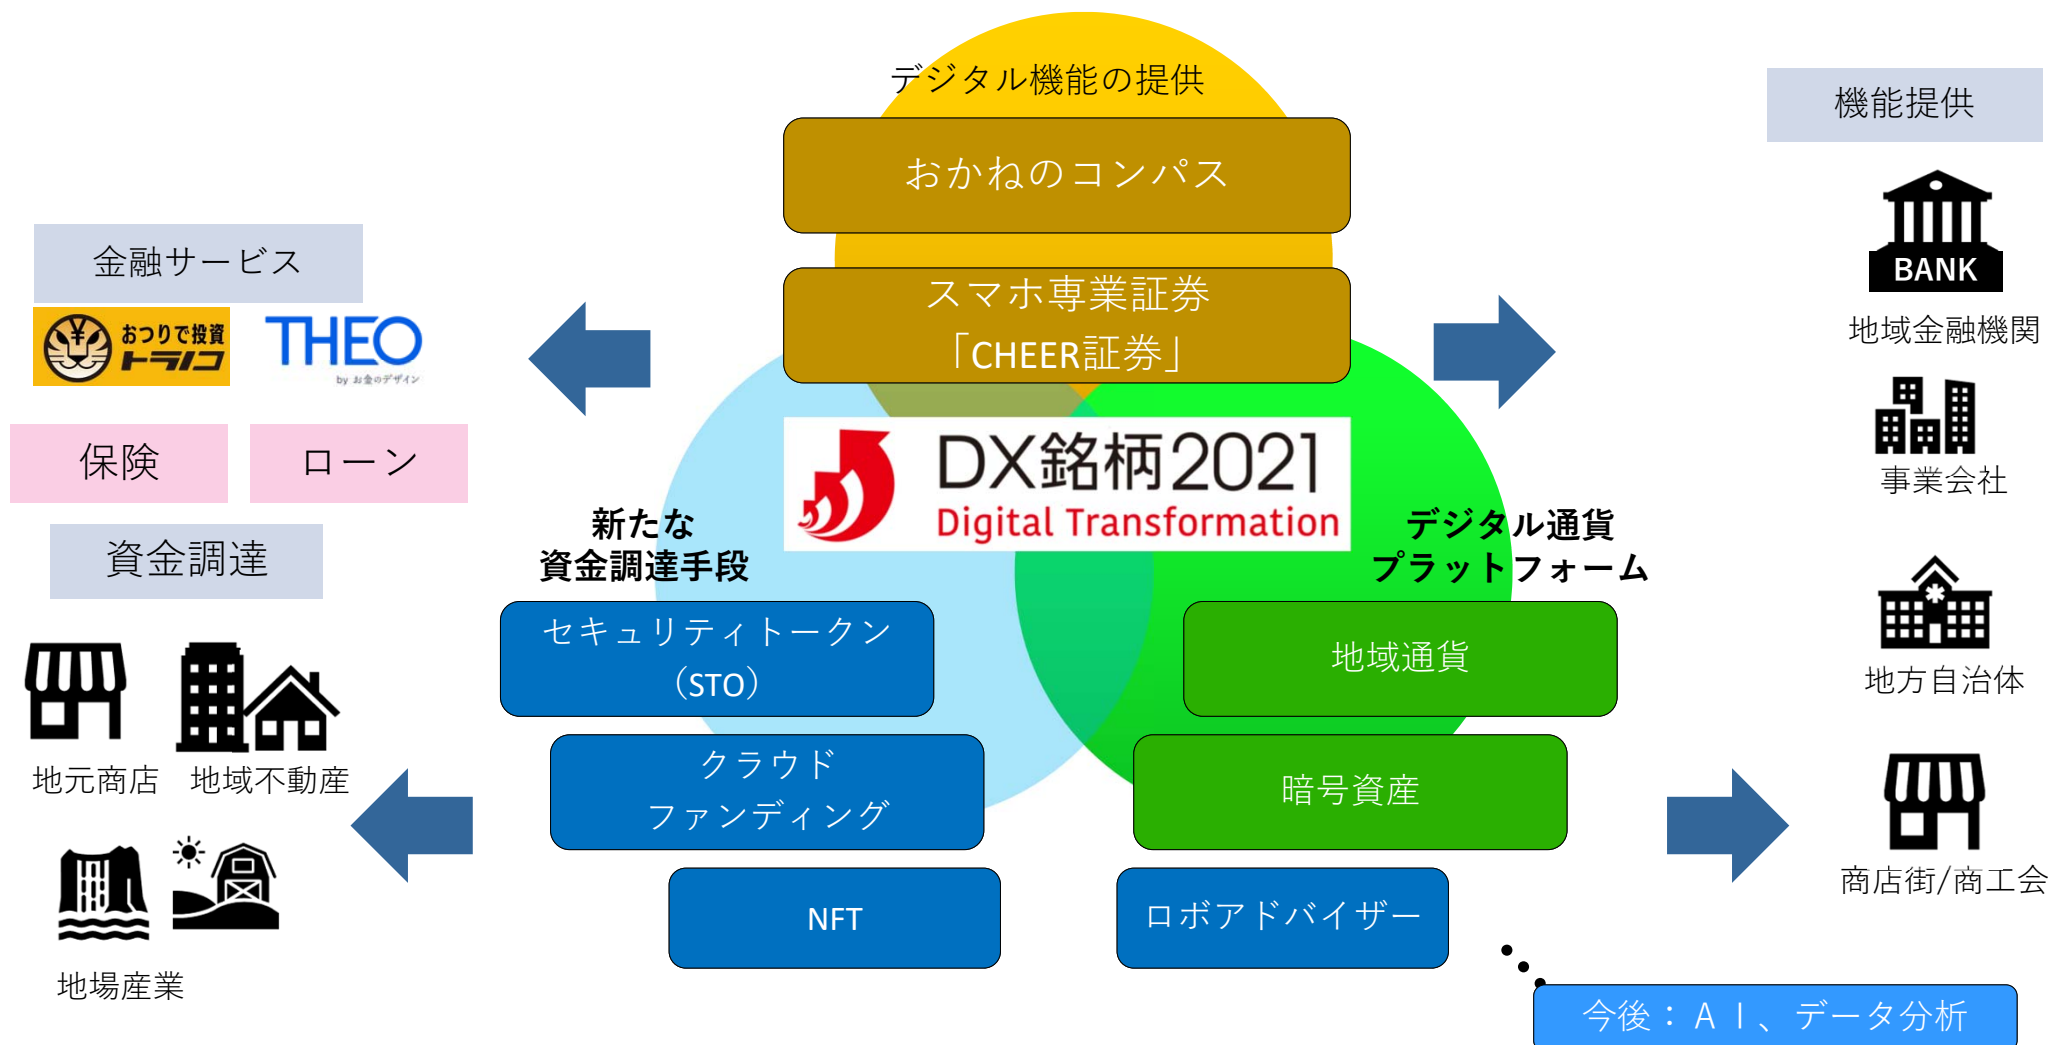 デジタル機能の提供
おかねのコンパス
スマホ専業証券
「CHEER証券」
金融サービス
おつりで投資
トラノコ
THEO
by お金のデザイン
保険
ローン
資金調達
地元商店
地域不動産
地場産業
DX銘柄2021
Digital Transformation
新たな
資金調達手段
セキュリティトークン
（STO）
クラウド
ファンディング
NFT
デジタル通貨
プラットフォーム
地域通貨
暗号資産
ロボアドバイザー
今後：ＡＩ、データ分析
機能提供
BANK
地域金融機関
事業会社
地方自治体
商店街/商工会